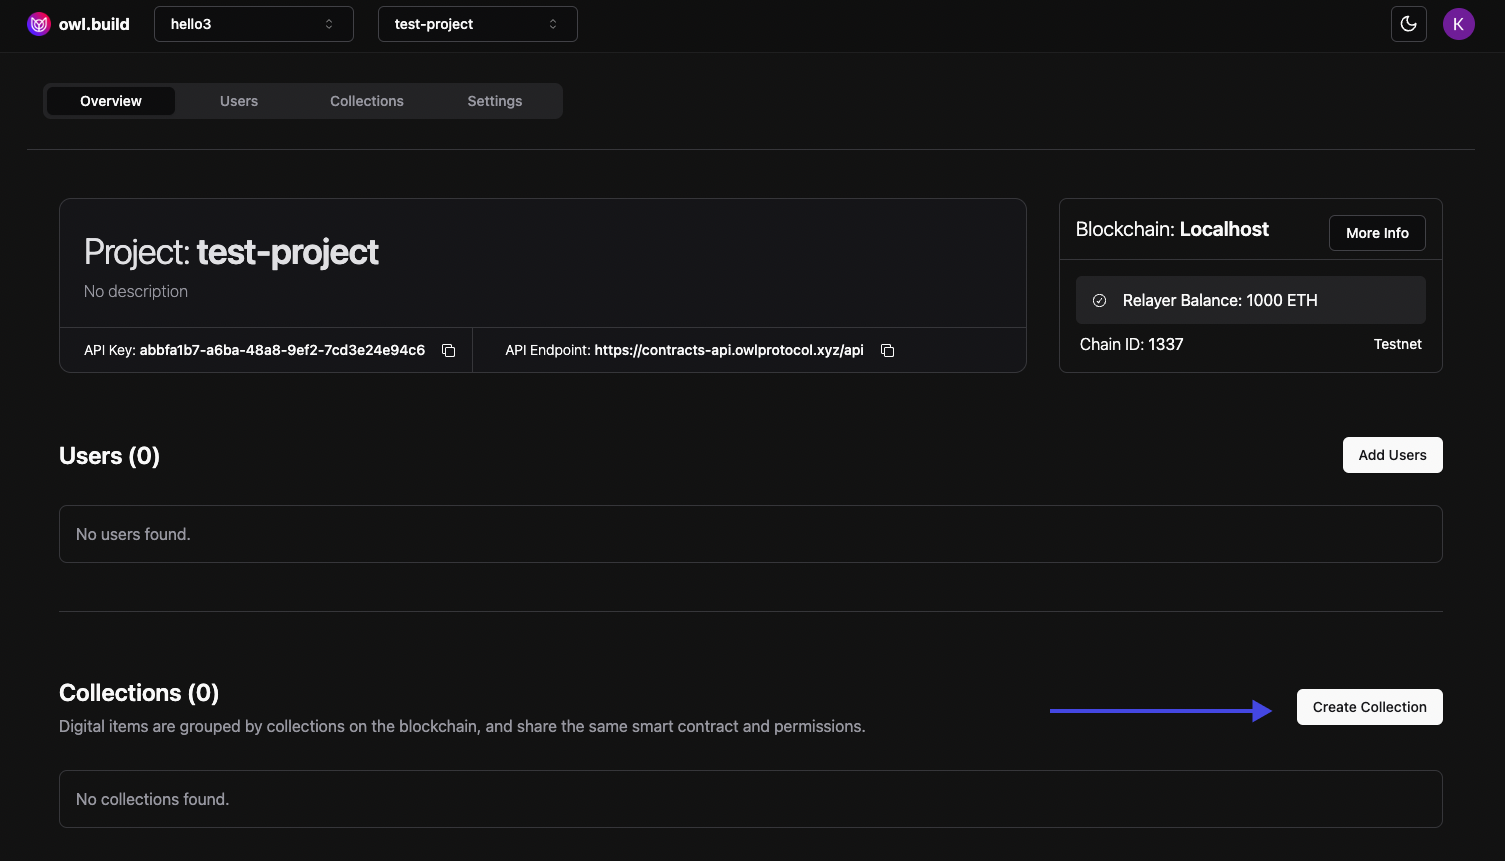 owl.build
hello3
test-project
K
Overview
Users
Collections
Settings
Project: test-project
No description
API Key: abbfa1b7-a6ba-48a8-9ef2-7cd3e24e94c6
API Endpoint: https://contracts-api.owlprotocol.xyz/api
Blockchain: Localhost
More Info
Relayer Balance: 1000 ETH
Chain ID: 1337
Testnet
Users (0)
Add Users
No users found.
Collections (0)
Digital items are grouped by collections on the blockchain, and share the same smart contract and permissions.
Create Collection
No collections found.